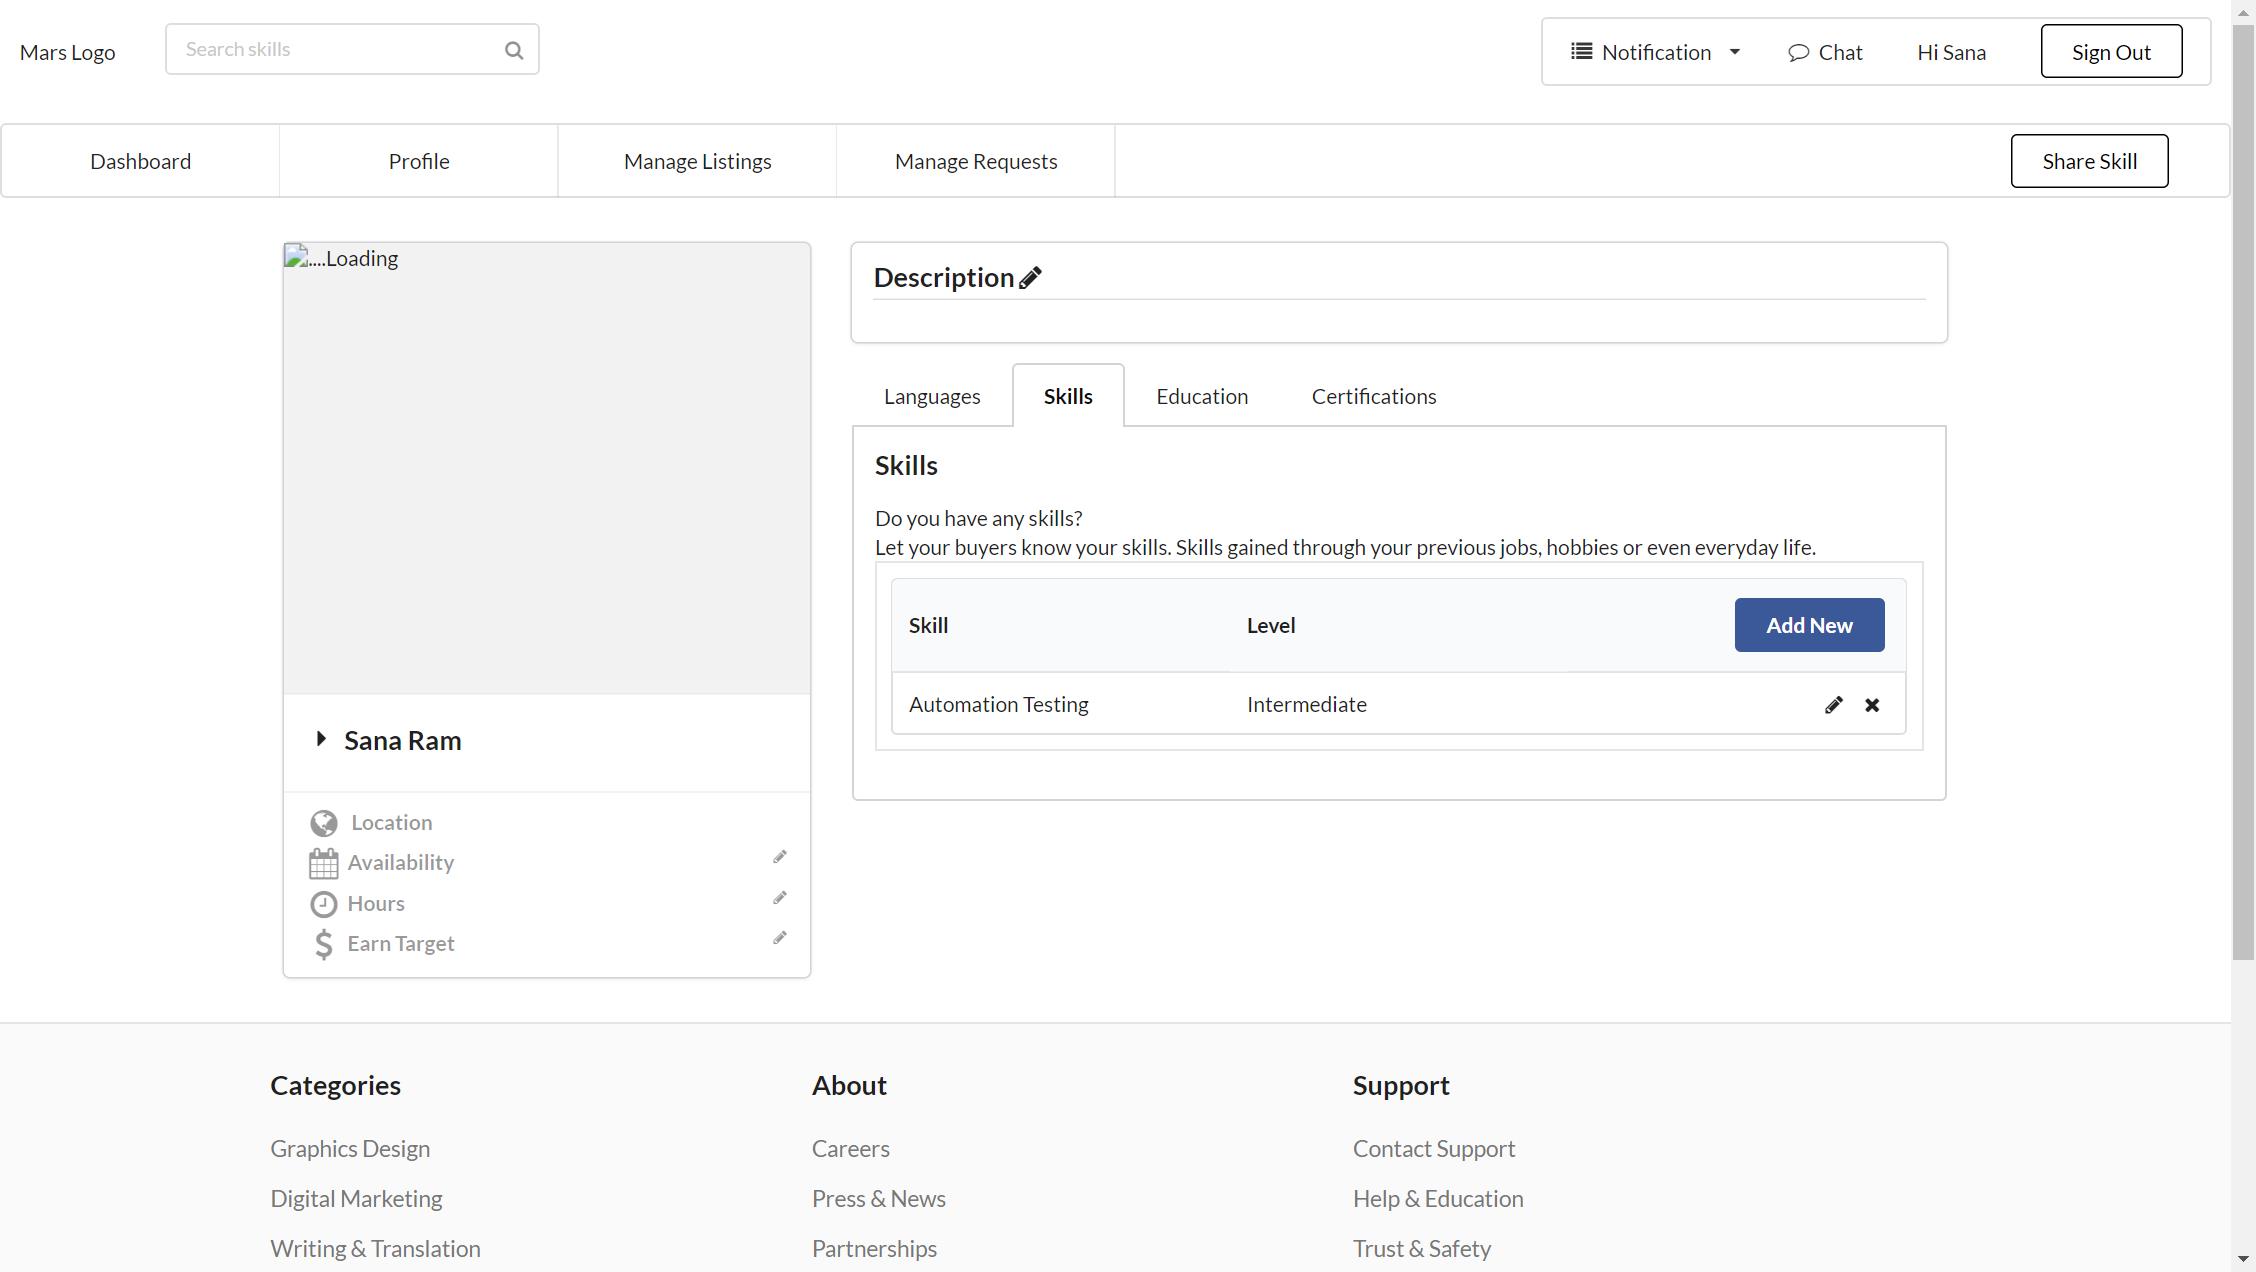 Mars Logo
Search skills
Notification
Chat
Hi Sana
Sign Out
Dashboard
Profile
Manage Listings
Manage Requests
Share Skill
....Loading
Sana Ram
Location
Availability
Hours
Earn Target
Description
Languages
Skills
Education
Certifications
Skills
Do you have any skills?
Let your buyers know your skills. Skills gained through your previous jobs, hobbies or even everyday life.
Skill
Level
Add New
Automation Testing
Intermediate
Categories
Graphics Design
Digital Marketing
Writing & Translation
About
Careers
Press & News
Partnerships
Support
Contact Support
Help & Education
Trust & Safety